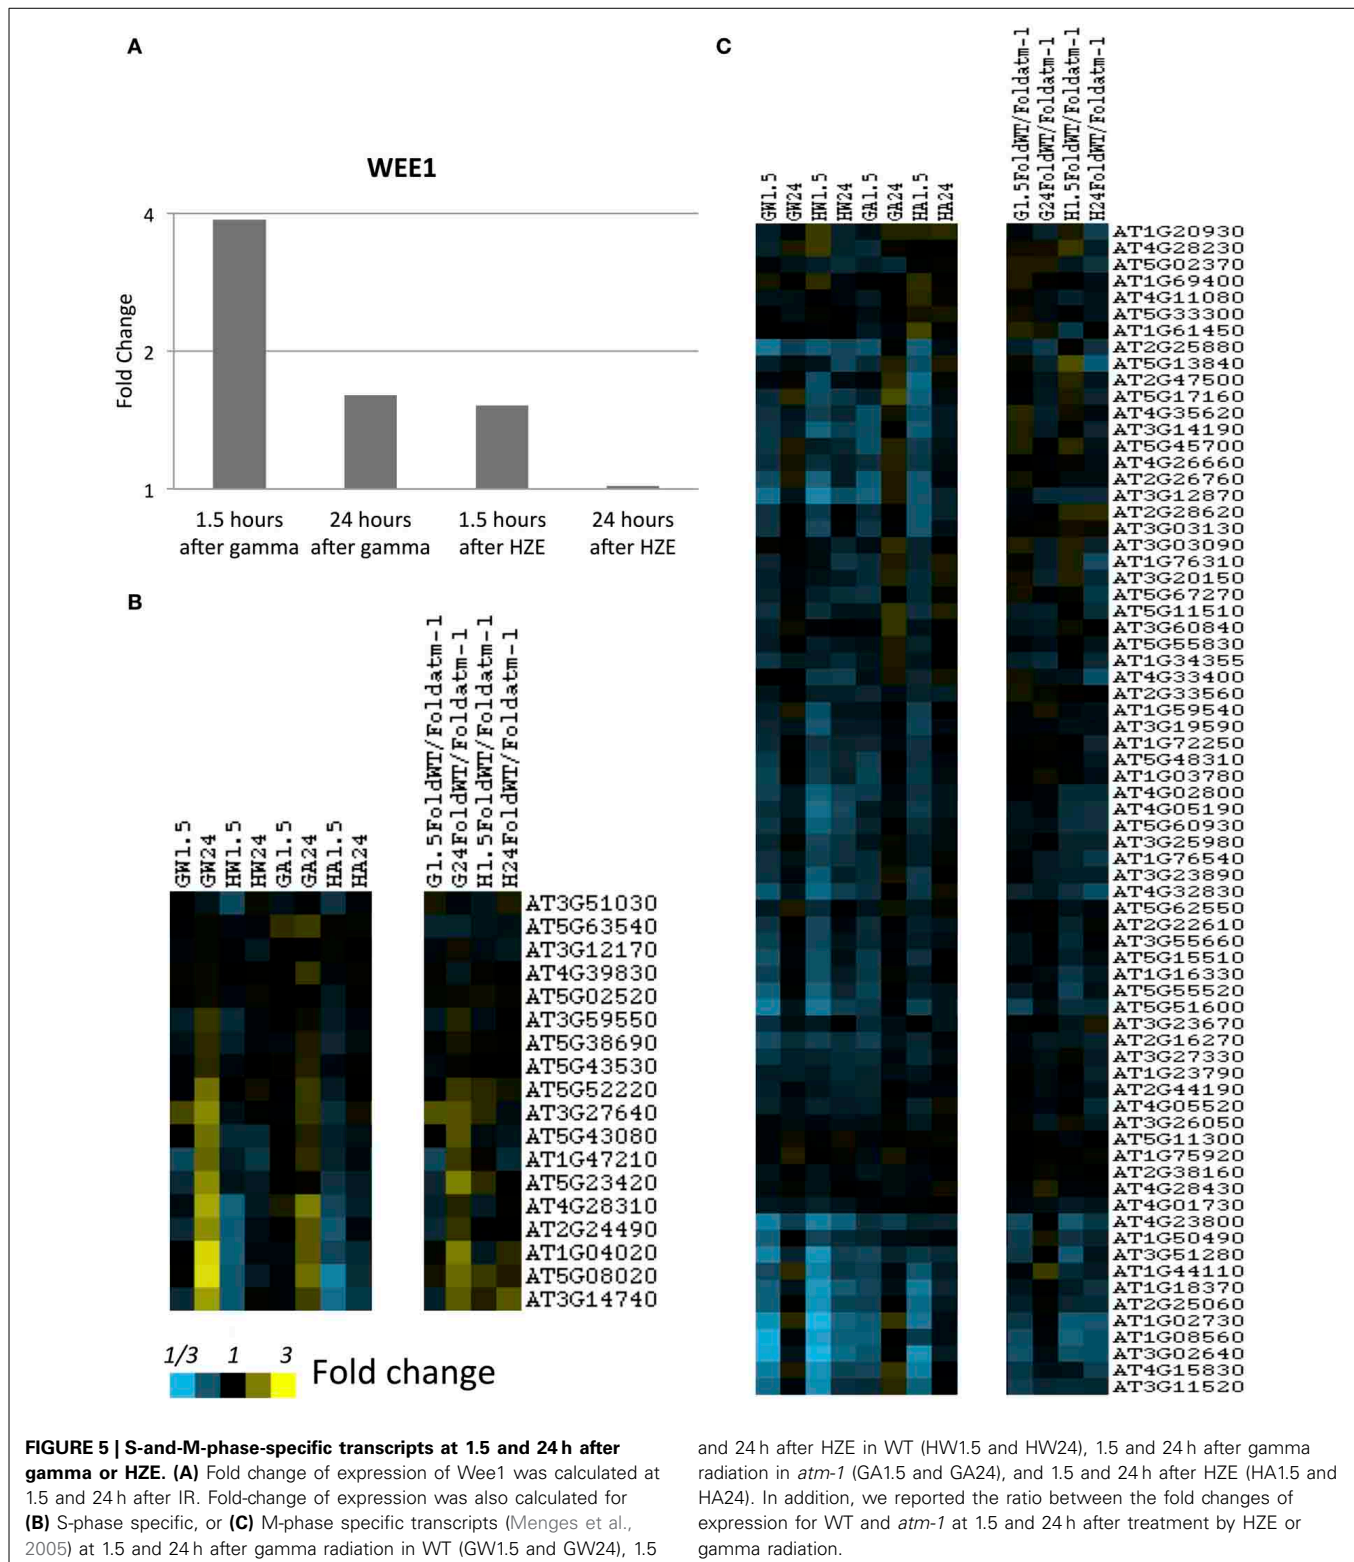 A
WEE1
Fold Change
4
2
1
1.5 hours after gamma
24 hours after gamma
1.5 hours after HZE
24 hours after HZE
B
GW1.5
GW24
HW1.5
HW24
GA1.5
GA24
HA1.5
HA24
G1.5FoldWT/Foldatm-1
G24FoldWT/Foldatm-1
H1.5FoldWT/Foldatm-1
H24FoldWT/Foldatm-1
AT3G51030
AT5G63540
AT3G12170
AT4G39830
AT5G02520
AT3G59550
AT5G38690
AT5G43530
AT5G52220
AT3G27640
AT5G43080
AT1G47210
AT5G23420
AT4G28310
AT2G24490
AT1G04020
AT5G08020
AT3G14740
1/3 1 3 Fold change
C
GW1.5
GW24
HW1.5
HW24
GA1.5
GA24
HA1.5
HA24
G1.5FoldWT/Foldatm-1
G24FoldWT/Foldatm-1
H1.5FoldWT/Foldatm-1
H24FoldWT/Foldatm-1
AT1G20930
AT4G28230
AT5G02370
AT1G69400
AT4G11080
AT5G33300
AT1G61450
AT2G25880
AT5G13840
AT2G47500
AT5G17160
AT4G35620
AT3G14190
AT5G45700
AT4G26660
AT2G26760
AT3G12870
AT2G28620
AT3G03130
AT3G03090
AT1G76310
AT3G20150
AT5G67270
AT5G11510
AT3G60840
AT5G55830
AT1G34355
AT4G33400
AT2G33560
AT1G59540
AT3G19590
AT1G72250
AT5G48310
AT1G03780
AT4G02800
AT4G05190
AT5G60930
AT3G25980
AT1G76540
AT3G23890
AT4G32830
AT5G62550
AT2G22610
AT3G55660
AT5G15510
AT1G16330
AT5G55520
AT5G51600
AT3G23670
AT2G16270
AT3G27330
AT1G23790
AT2G44190
AT4G05520
AT3G26050
AT5G11300
AT1G75920
AT2G38160
AT4G28430
AT4G01730
AT4G23800
AT1G50490
AT3G51280
AT1G44110
AT1G18370
AT2G25060
AT1G02730
AT1G08560
AT3G02640
AT4G15830
AT3G11520
FIGURE 5 | S-and-M-phase-specific transcripts at 1.5 and 24 h after
gamma or HZE. (A) Fold change of expression of Wee1 was calculated at
1.5 and 24 h after IR. Fold-change of expression was also calculated for
(B) S-phase specific, or (C) M-phase specific transcripts (Menges et al.,
2005) at 1.5 and 24 h after gamma radiation in WT (GW1.5 and GW24), 1.5
and 24 h after HZE in WT (HW1.5 and HW24), 1.5 and 24 h after gamma
radiation in atm-1 (GA1.5 and GA24), and 1.5 and 24 h after HZE (HA1.5 and
HA24). In addition, we reported the ratio between the fold changes of
expression for WT and atm-1 at 1.5 and 24 h after treatment by HZE or
gamma radiation.